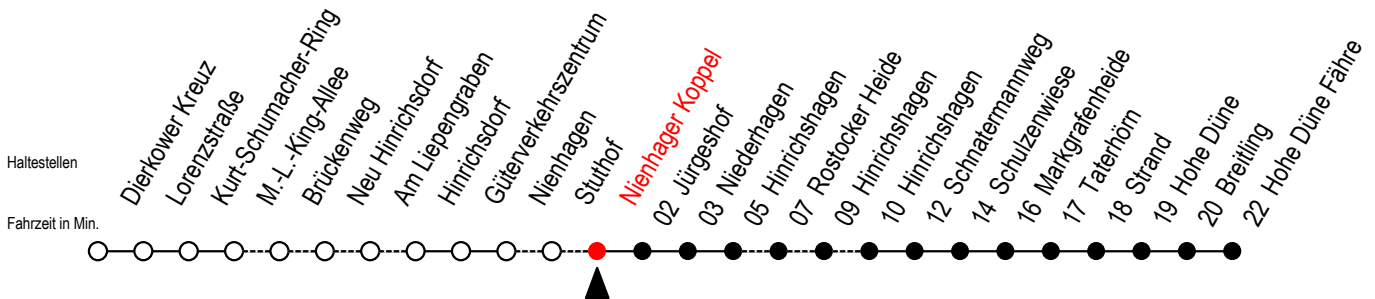 Haltestellen
Dierkower Kreuz
Lorenzstraße
Kurt-Schumacher-Ring
M.-L.-King-Allee
Brückenweg
Neu Hinrichsdorf
Am Liepengraben
Hinrichsdorf
Güterverkehrszentrum
Nienhagen
Stuthof
Nienhager Koppel
Fahrzeit in Min.
02 Jürgeshof
03 Niederhagen
05 Hinrichshagen
07 Rostocker Heide
09 Hinrichshagen
10 Hinrichshagen
12 Schnatermannweg
14 Schulzenwiese
16 Markgrafenheide
17 Taterhörn
18 Strand
19 Hohe Düne
20 Breitling
22 Hohe Düne Fähre